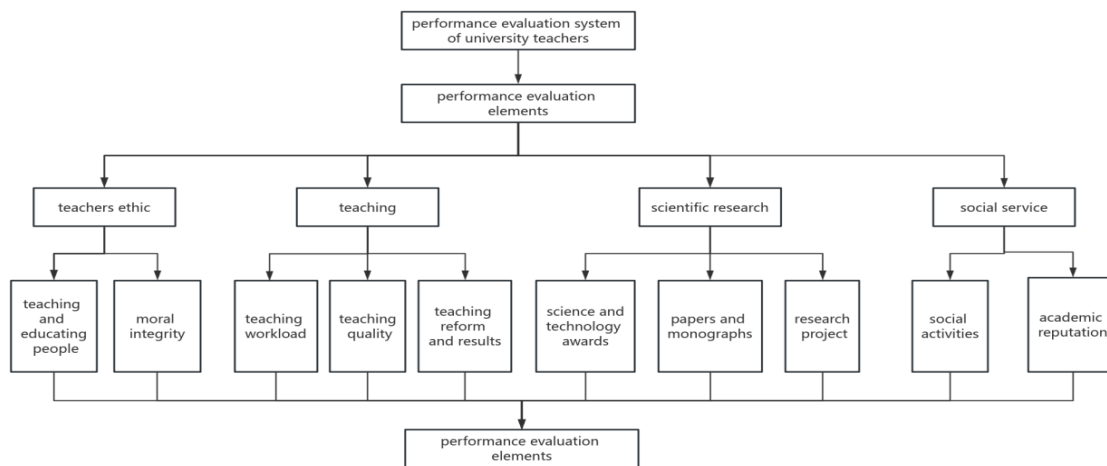 performance evaluation system
of university teachers
performance evaluation
elements
teachers ethic
teaching
scientific research
social service
teaching
and
educating
people
moral
integrity
teaching
workload
teaching
quality
teaching
reform
and results
science and
technology
awards
papers and
monographs
research
project
social
activities
academic
reputation
performance evaluation
elements